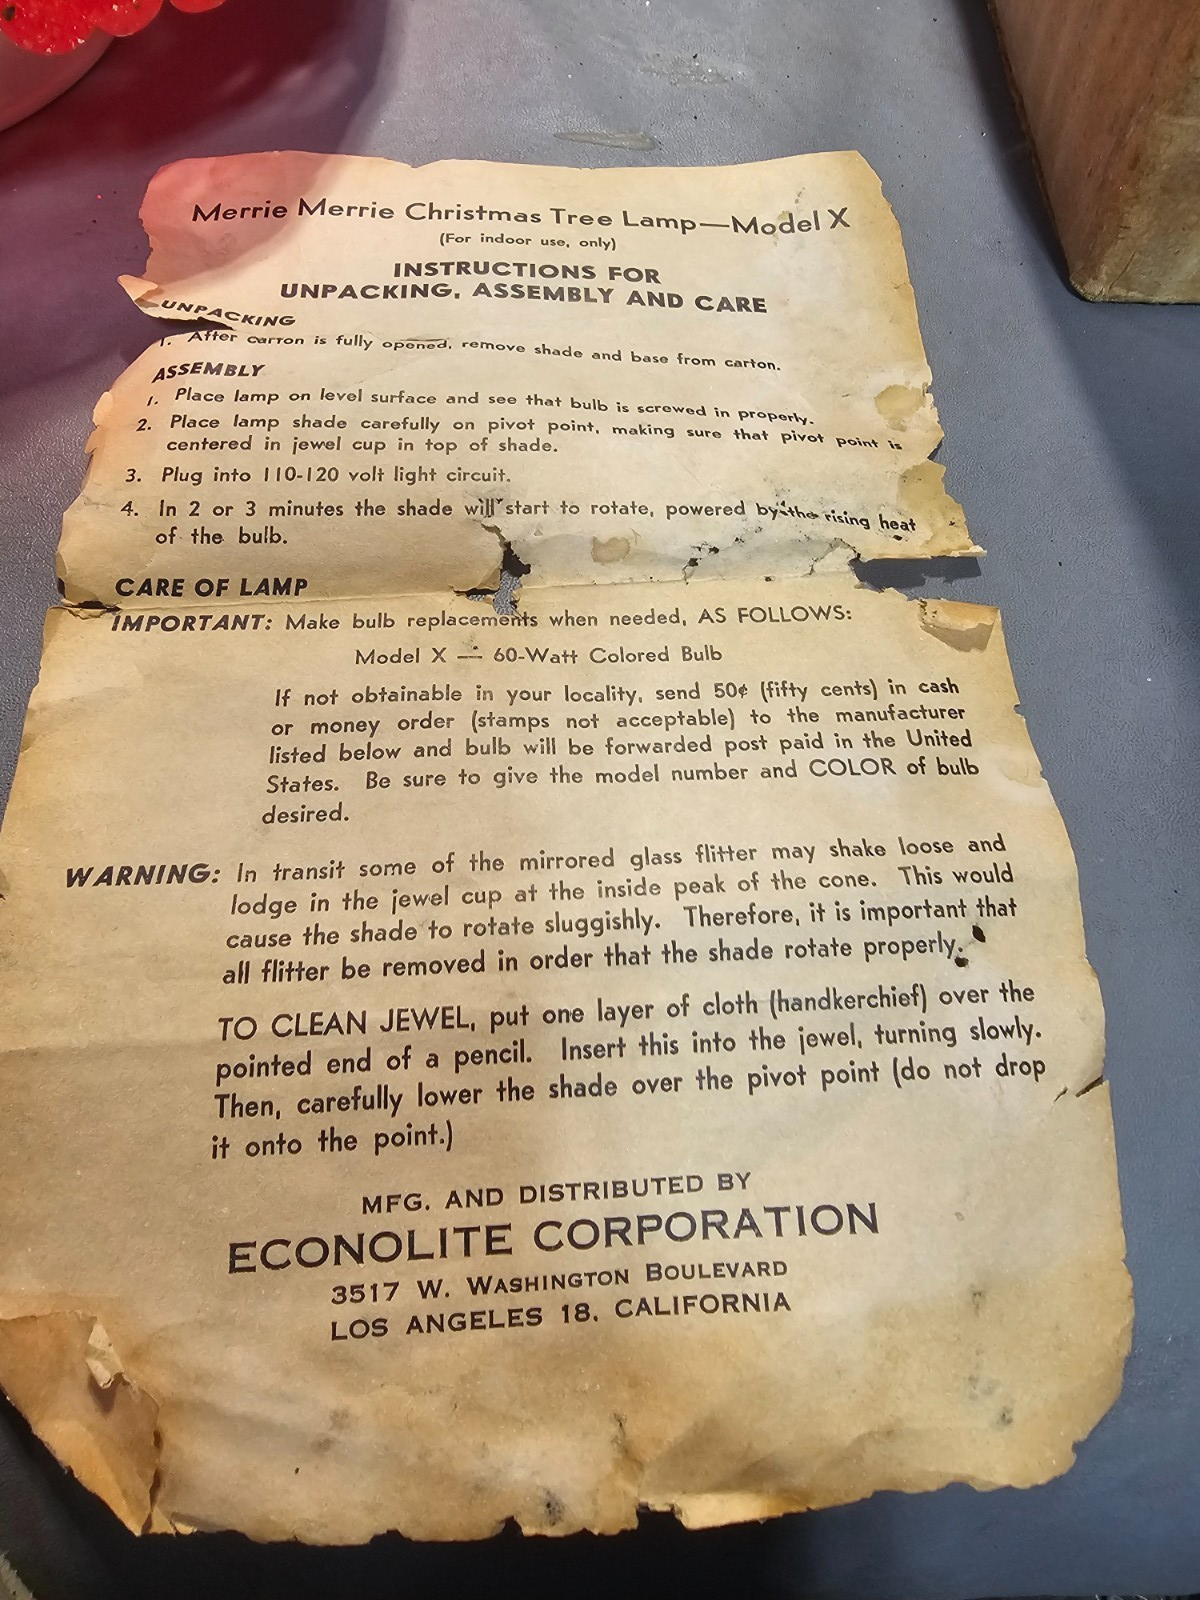 Merrie Merrie Christmas Tree Lamp—Model X
(For indoor use, only)
INSTRUCTIONS FOR
UNPACKING, ASSEMBLY AND CARE
UNPACKING
1. After carton is fully opened, remove shade and base from carton.
ASSEMBLY
1. Place lamp on level surface and see that bulb is screwed in properly.
2. Place lamp shade carefully on pivot point, making sure that pivot point is
centered in jewel cup in top of shade.
3. Plug into 110-120 volt light circuit.
4. In 2 or 3 minutes the shade will start to rotate, powered by the rising heat
of the bulb.
CARE OF LAMP
IMPORTANT: Make bulb replacements when needed, AS FOLLOWS:
Model X — 60-Watt Colored Bulb
If not obtainable in your locality, send 50¢ (fifty cents) in cash
or money order (stamps not acceptable) to the manufacturer
listed below and bulb will be forwarded post paid in the United
States. Be sure to give the model number and COLOR of bulb
desired.
WARNING: In transit some of the mirrored glass flitter may shake loose and
lodge in the jewel cup at the inside peak of the cone. This would
cause the shade to rotate sluggishly. Therefore, it is important that
all flitter be removed in order that the shade rotate properly.
TO CLEAN JEWEL, put one layer of cloth (handkerchief) over the
pointed end of a pencil. Insert this into the jewel, turning slowly.
Then, carefully lower the shade over the pivot point (do not drop
it onto the point.)
MFG. AND DISTRIBUTED BY
ECONOLITE CORPORATION
3517 W. WASHINGTON BOULEVARD
LOS ANGELES 18, CALIFORNIA